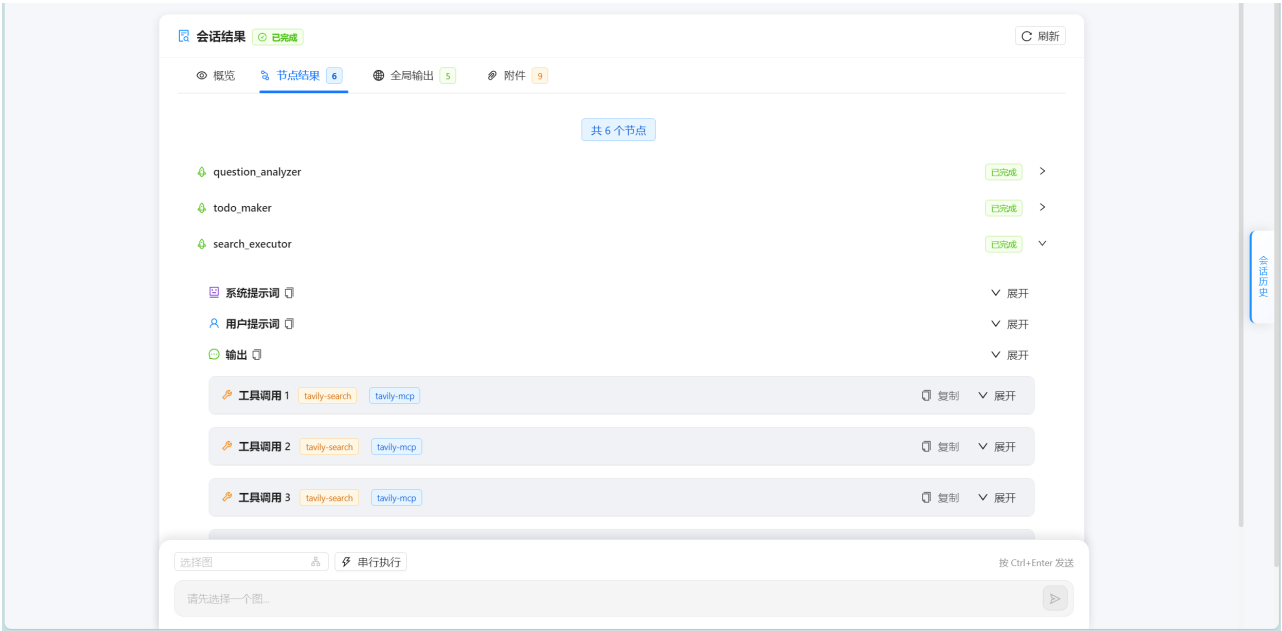 会话结果 已完成 刷新
概览 节点结果 6 全局输出 5 附件 9
共 6 个节点
question_analyzer 已完成
todo_maker 已完成
search_executor 已完成
系统提示词 展开
用户提示词 展开
输出 展开
工具调用 1 tavily-search tavily-mcp 复制 展开
工具调用 2 tavily-search tavily-mcp 复制 展开
工具调用 3 tavily-search tavily-mcp 复制 展开
选择图 串行执行 按 Ctrl+Enter 发送
请先选择一个图...
会话历史